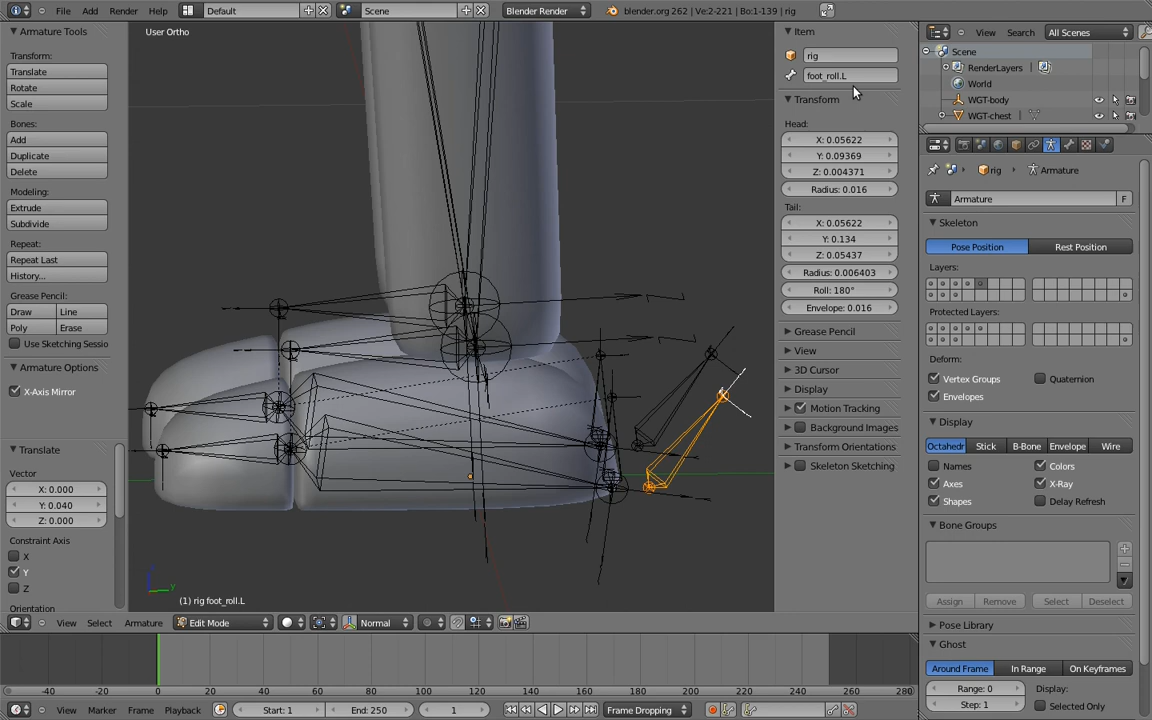 File Add Render Help Default Scene Blender Render blender.org 262 | Ve:2-221 | Bo:1-139 | rig
Armature Tools
Transform:
Translate
Rotate
Scale
Bones:
Add
Duplicate
Delete
Modeling:
Extrude
Subdivide
Repeat:
Repeat Last
History...
Grease Pencil:
Draw Line
Poly Erase
Use Sketching Sessio
Armature Options
X-Axis Mirror
Translate
Vector
X: 0.000
Y: 0.040
Z: 0.000
Constraint Axis
X
Y
Z
Orientation
User Ortho
(1) rig foot_roll.L
Item
rig
foot_roll.L
Transform
Head:
X: 0.05622
Y: 0.09369
Z: 0.004371
Radius: 0.016
Tail:
X: 0.05622
Y: 0.134
Z: 0.05437
Radius: 0.006403
Roll: 180°
Envelope: 0.016
Grease Pencil
View
3D Cursor
Display
Motion Tracking
Background Images
Transform Orientations
Skeleton Sketching
View Search All Scenes
Scene
RenderLayers
World
WGT-body
WGT-chest
rig Armature
Armature F
Skeleton
Pose Position Rest Position
Layers:
Protected Layers:
Deform:
Vertex Groups Quaternion
Envelopes
Display
Octahedr Stick B-Bone Envelope Wire
Names Colors
Axes X-Ray
Shapes Delay Refresh
Bone Groups
Assign Remove Select Deselect
Pose Library
Ghost
Around Frame In Range On Keyframes
Range: 0 Display:
Step: 1 Selected Only
View Select Armature Edit Mode Normal
-40 -20 0 20 40 60 80 100 120 140 160 180 200 220 240 260 280
View Marker Frame Playback Start: 1 End: 250 1 Frame Dropping